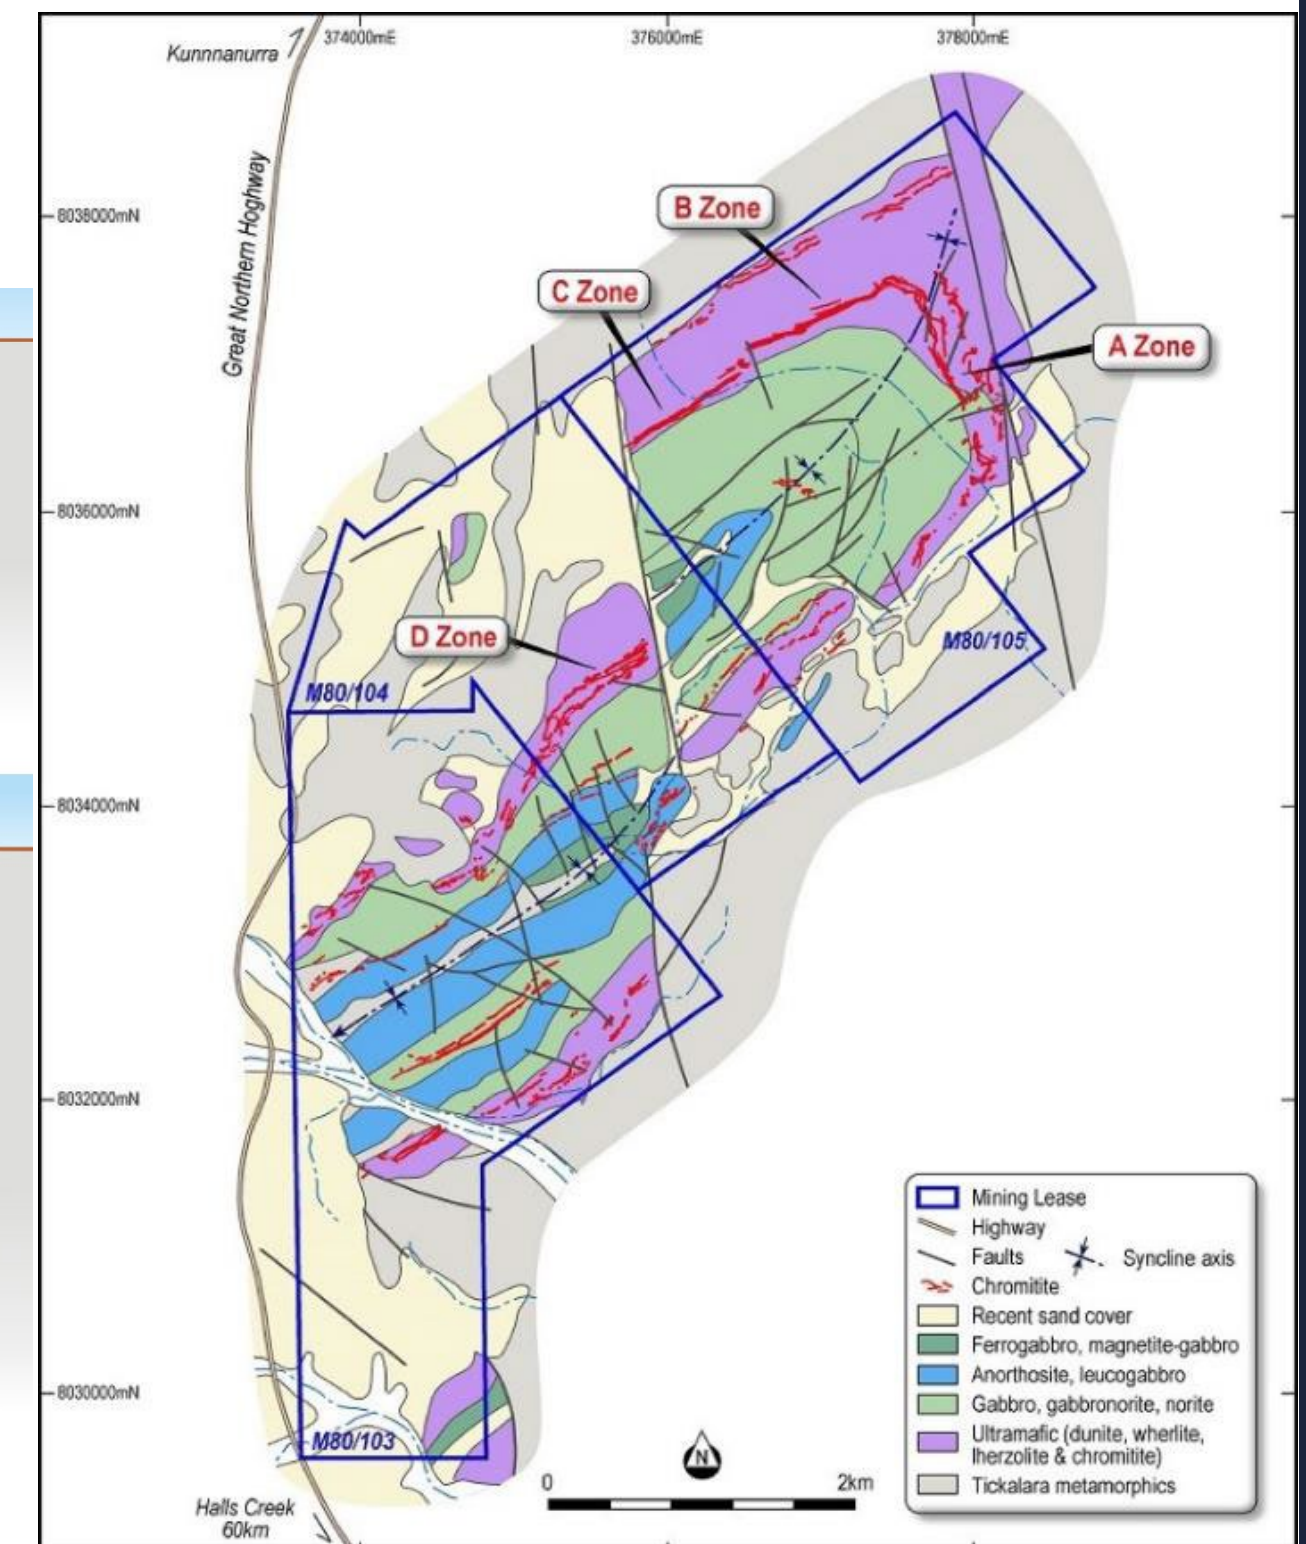 374000mE
376000mE
378000mE
Kunnnanurra
Great Northern Hoghway
8038000mN
B Zone
C Zone
A Zone
8036000mN
D Zone
M80/105
M80/104
8034000mN
8032000mN
8030000mN
M80/103
Halls Creek
60km
N
0
2km
Mining Lease
Highway
Faults
Syncline axis
Chromitite
Recent sand cover
Ferrogabbro, magnetite-gabbro
Anorthosite, leucogabbro
Gabbro, gabbronorite, norite
Ultramafic (dunite, wherlite,
lherzolite & chromitite)
Tickalara metamorphics